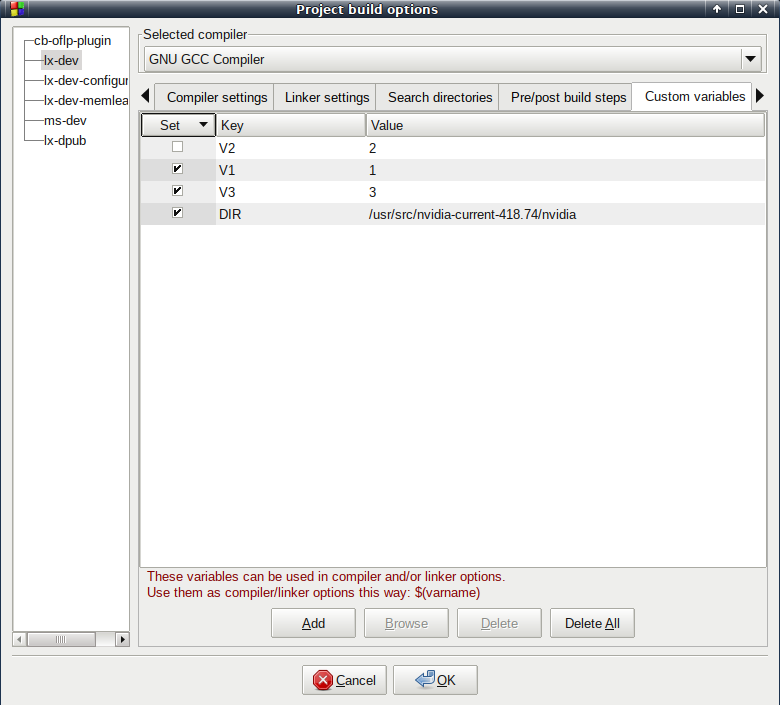 Project build options
cb-oflp-plugin
lx-dev
lx-dev-configur
lx-dev-memlea
ms-dev
lx-dpub
Selected compiler
GNU GCC Compiler
Compiler settings Linker settings Search directories Pre/post build steps Custom variables
Set Key Value
V2 2
V1 1
V3 3
DIR /usr/src/nvidia-current-418.74/nvidia
These variables can be used in compiler and/or linker options.
Use them as compiler/linker options this way: $(varname)
Add Browse Delete Delete All
Cancel OK